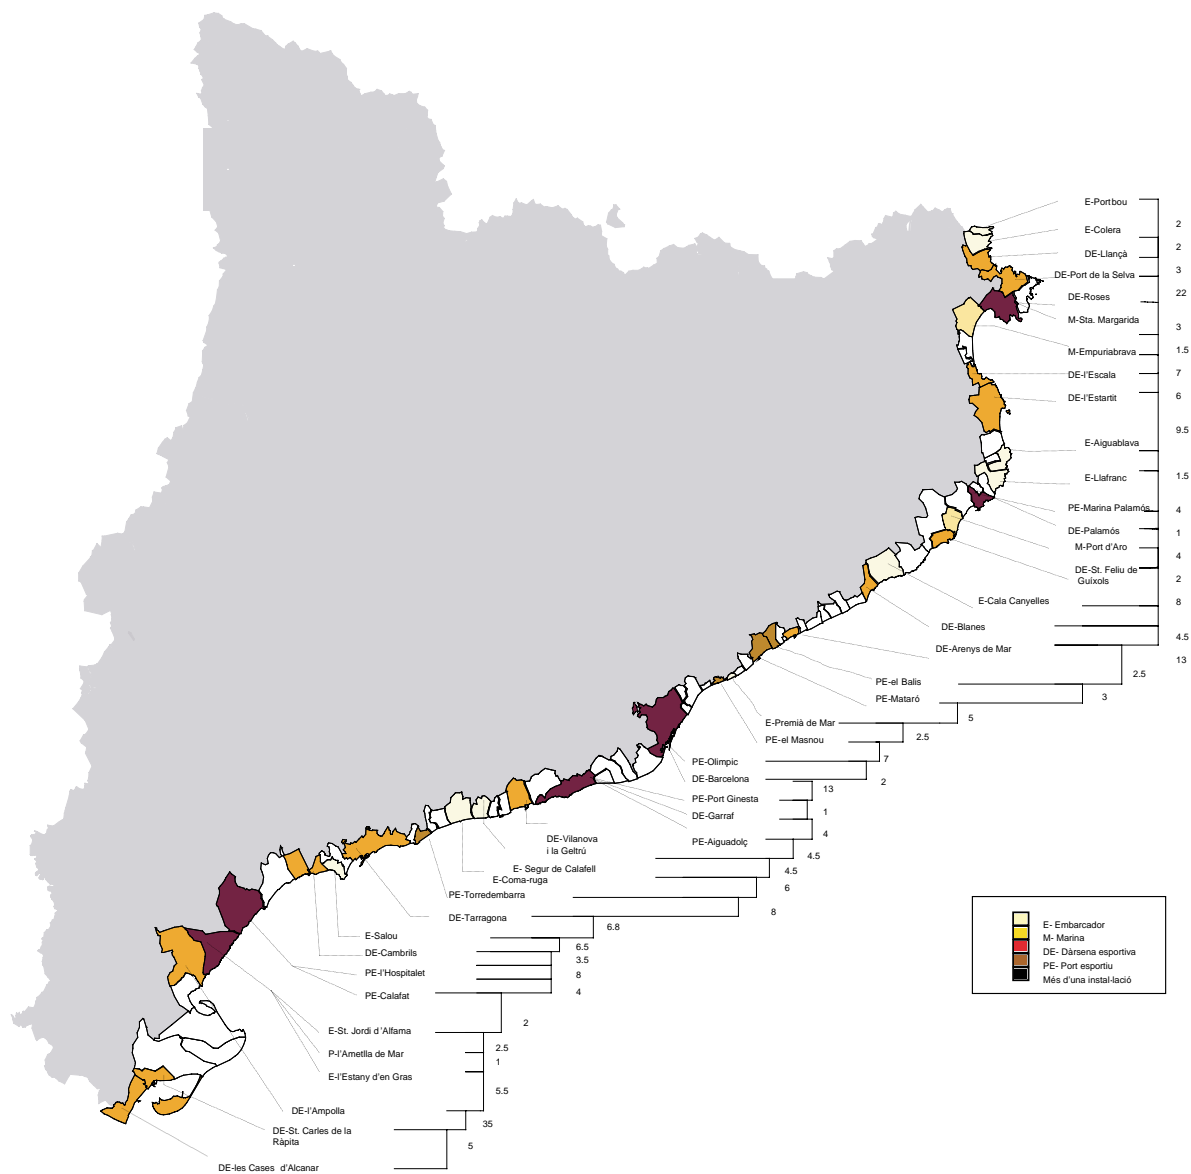 E-Portbou
2
E-Colera
2
DE-Llançà
3
DE-Port de la Selva
22
DE-Roses
M-Sta. Margarida
3
M-Empuriabrava
1.5
DE-l'Escala
7
DE-l'Estartit
6
9.5
E-Aiguablava
1.5
E-Llafranc
PE-Marina Palamós
4
DE-Palamós
1
M-Port d'Aro
4
DE-St. Feliu de
Guíxols
2
E-Cala Canyelles
8
DE-Blanes
4.5
DE-Arenys de Mar
13
2.5
PE-el Balis
3
PE-Mataró
5
E-Premià de Mar
2.5
PE-el Masnou
7
PE-Olimpic
2
DE-Barcelona
13
PE-Port Ginesta
1
DE-Garraf
4
PE-Aiguadolç
4.5
DE-Vilanova
i la Geltrú
4.5
E- Segur de Calafell
E-Coma-ruga
6
PE-Torredembarra
8
DE-Tarragona
6.8
E-Salou
6.5
DE-Cambrils
3.5
PE-l'Hospitalet
8
PE-Calafat
4
E-St. Jordi d'Alfama
2
P-l'Ametlla de Mar
2.5
1
E-l'Estany d'en Gras
5.5
DE-l'Ampolla
35
DE-St. Carles de la
Ràpita
5
DE-les Cases d'Alcanar
E- Embarcador
M- Marina
DE- Dàrsena esportiva
PE- Port esportiu
Més d'una instal·lació